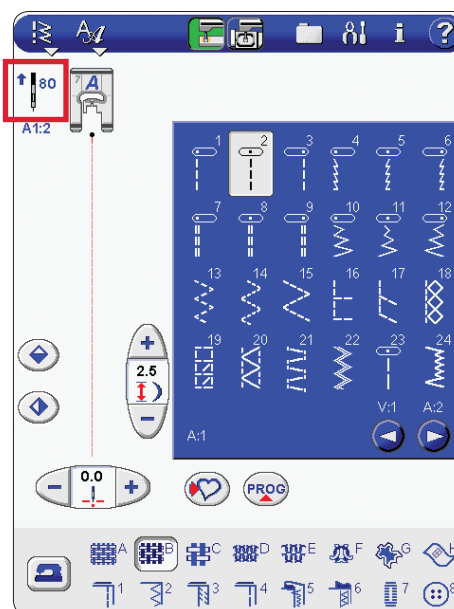 i ?
80
7 A
A1:2
1 2 3 4 5 6
7 8 9 10 11 12
13 14 15 16 17 18
19 20 21 22 23 24
+
2.5
−
V:1 A:2
A:1
− 0.0 +
PROG
A B C D E F G H
1 2 3 4 5 6 7 8